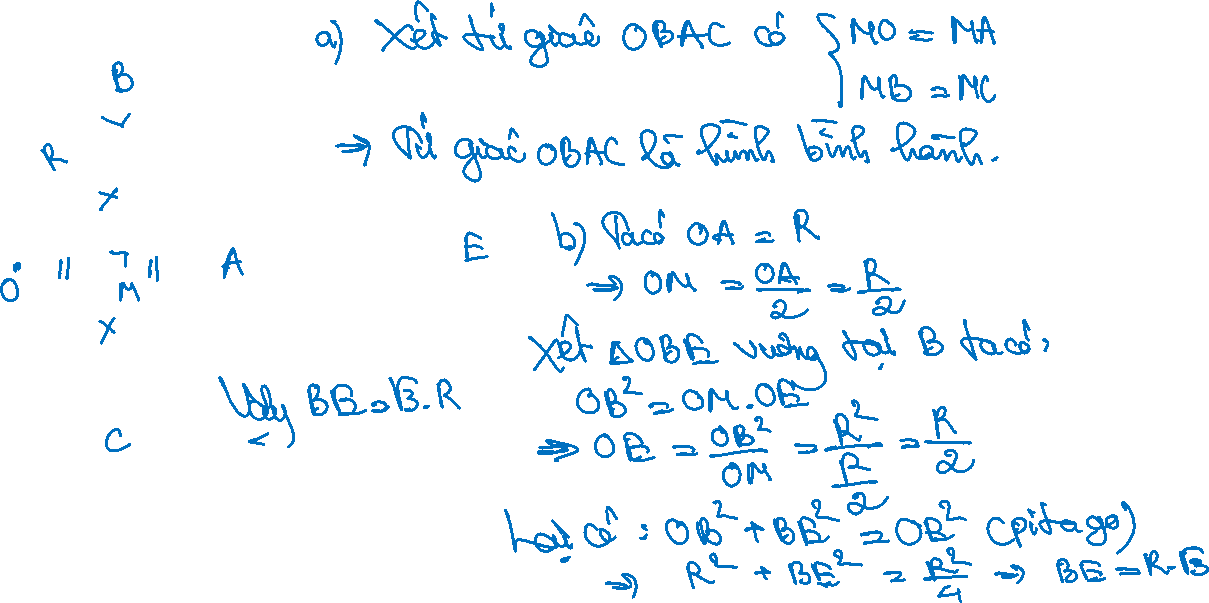 a) Xét tứ giác OBAC có { MO = MA
MB = MC
⇒ Tứ giác OBAC là hình bình hành.
B
R
O
M
A
E
C
b) Ta có OA = R
⇒ OM = OA/2 = R/2
Xét ΔOBE vuông tại B ta có:
OB² = OM.OE
⇒ OE = OB²/OM = R²/(R/2) = R/2
Lại có: OB² + BE² = OE² (pitago)
⇒ R² + BE² = R²/4 → BE = R.√3
Vậy BE = √3.R